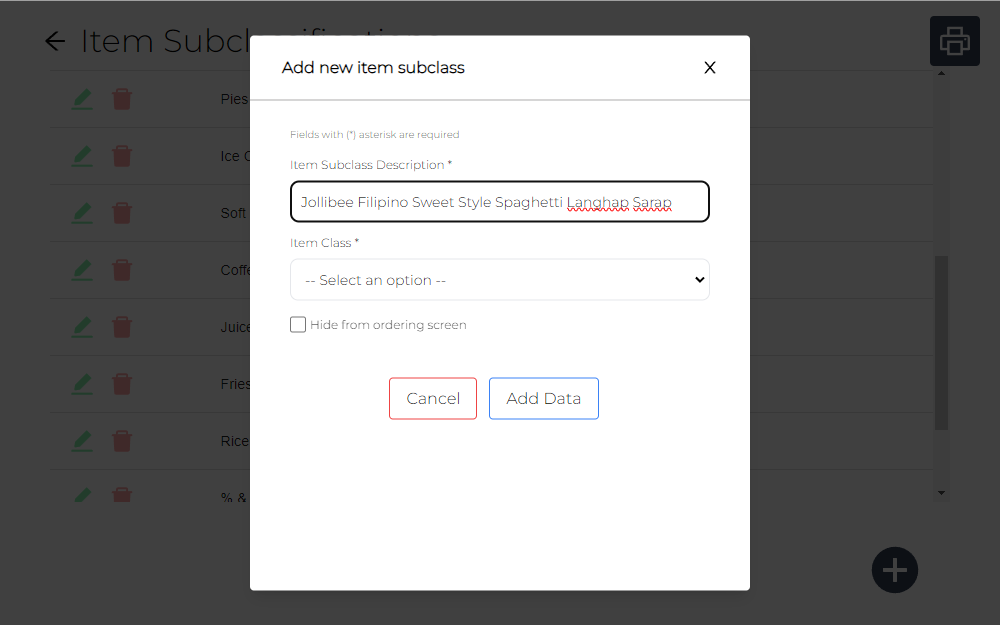 Item Subcl
Add new item subclass
X
Fields with (*) asterisk are required
Item Subclass Description *
Jollibee Filipino Sweet Style Spaghetti Langhap Sarap
Item Class *
-- Select an option --
Hide from ordering screen
Cancel
Add Data
Pies
Ice
Soft
Coffe
Juice
Fries
Rice
% &